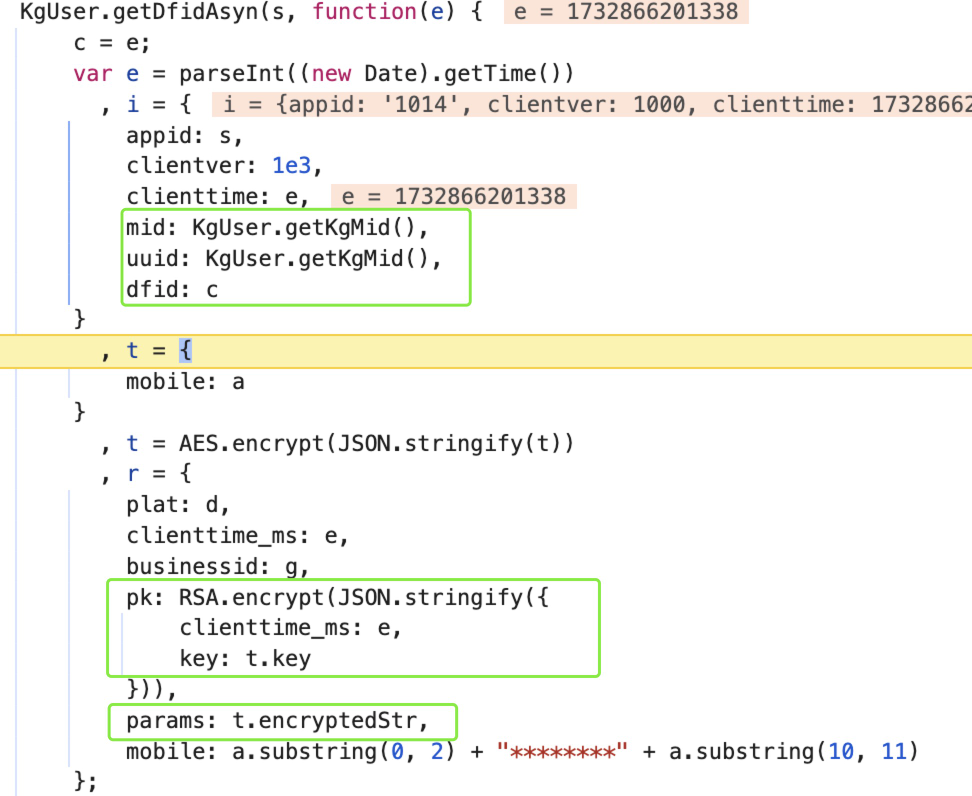 KgUser.getDfidAsyn(s, function(e) { e = 1732866201338
c = e;
var e = parseInt((new Date).getTime())
, i = { i = {appid: '1014', clientver: 1000, clienttime: 17328662
appid: s,
clientver: 1e3,
clienttime: e, e = 1732866201338
mid: KgUser.getKgMid(),
uuid: KgUser.getKgMid(),
dfid: c
}
, t = {
mobile: a
}
, t = AES.encrypt(JSON.stringify(t))
, r = {
plat: d,
clienttime_ms: e,
businessid: g,
pk: RSA.encrypt(JSON.stringify({
clienttime_ms: e,
key: t.key
})),
params: t.encryptedStr,
mobile: a.substring(0, 2) + "********" + a.substring(10, 11)
};